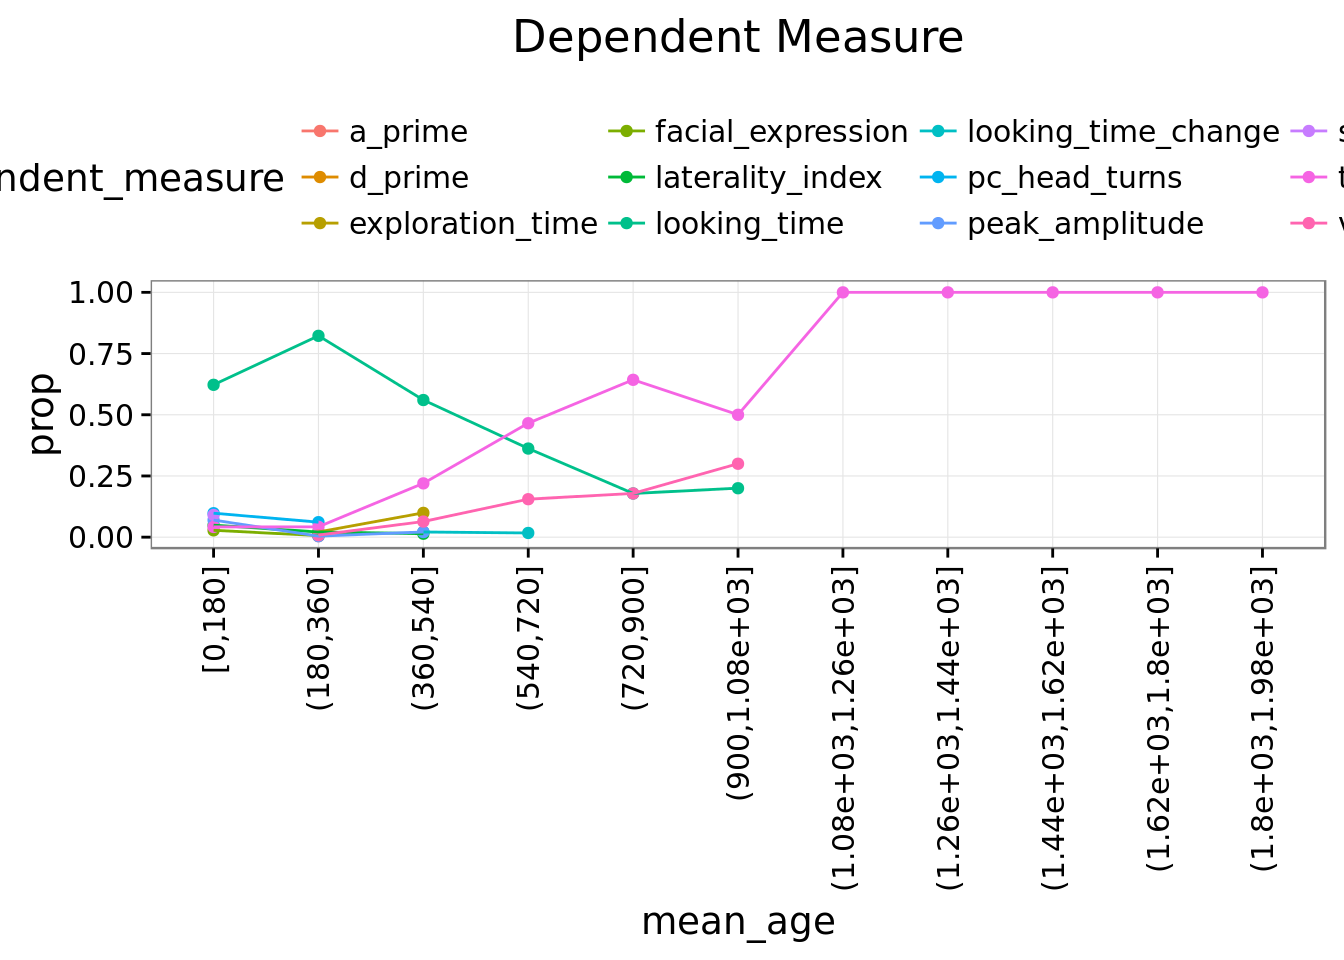 Dependent Measure
a_prime facial_expression looking_time_change s
ndent_measure d_prime laterality_index pc_head_turns t
exploration_time looking_time peak_amplitude v
1.00
0.75
0.50
0.25
0.00
prop
[0,180]
(180,360]
(360,540]
(540,720]
(720,900]
(900,1.08e+03]
(1.08e+03,1.26e+03]
(1.26e+03,1.44e+03]
(1.44e+03,1.62e+03]
(1.62e+03,1.8e+03]
(1.8e+03,1.98e+03]
mean_age